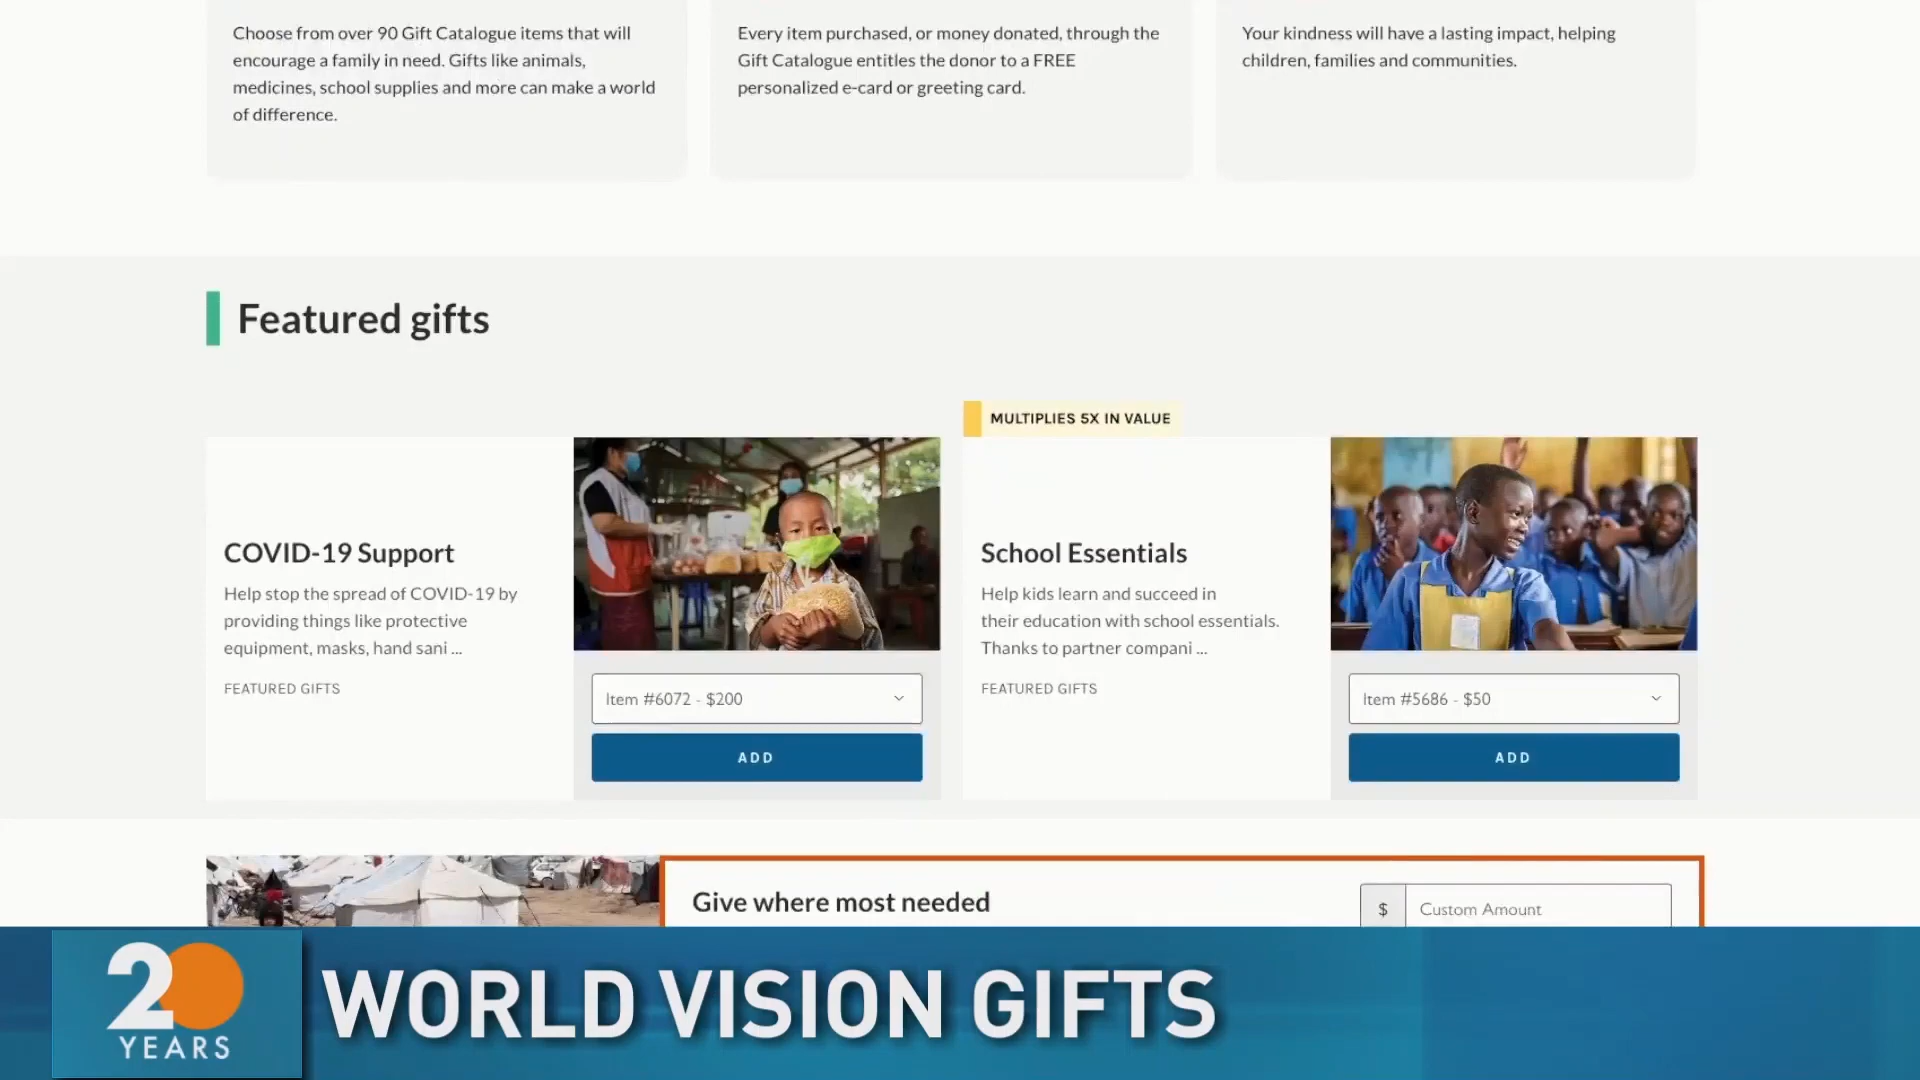 Choose from over 90 Gift Catalogue items that will
encourage a family in need. Gifts like animals,
medicines, school supplies and more can make a world
of difference.
Every item purchased, or money donated, through the
Gift Catalogue entitles the donor to a FREE
personalized e-card or greeting card.
Your kindness will have a lasting impact, helping
children, families and communities.
Featured gifts
COVID-19 Support
Help stop the spread of COVID-19 by
providing things like protective
equipment, masks, hand sani ...
FEATURED GIFTS
Item #6072 - $200
ADD
MULTIPLIES 5X IN VALUE
School Essentials
Help kids learn and succeed in
their education with school essentials.
Thanks to partner compani ...
FEATURED GIFTS
Item #5686 - $50
ADD
Give where most needed
$ Custom Amount
20
YEARS
WORLD VISION GIFTS